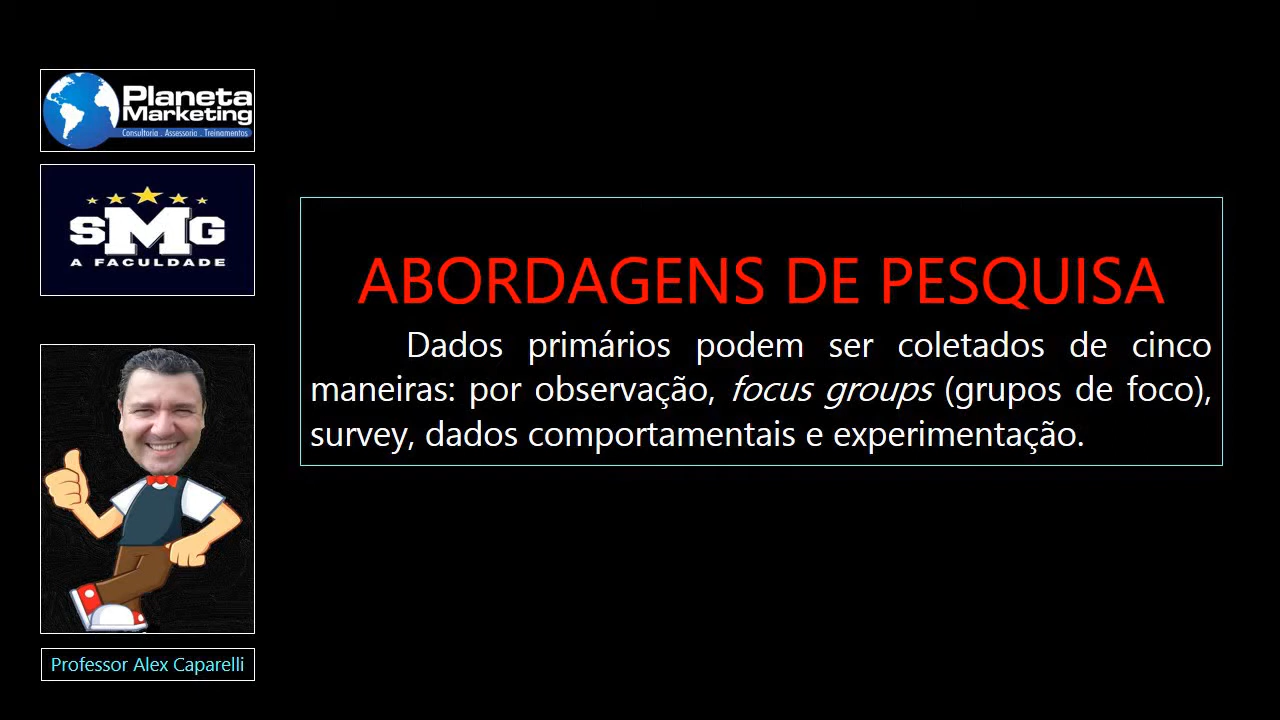 Planeta
Marketing
Consultoria . Assessoria . Treinamentos
SMG
A FACULDADE
ABORDAGENS DE PESQUISA
Dados primários podem ser coletados de cinco
maneiras: por observação, focus groups (grupos de foco),
survey, dados comportamentais e experimentação.
Professor Alex Caparelli